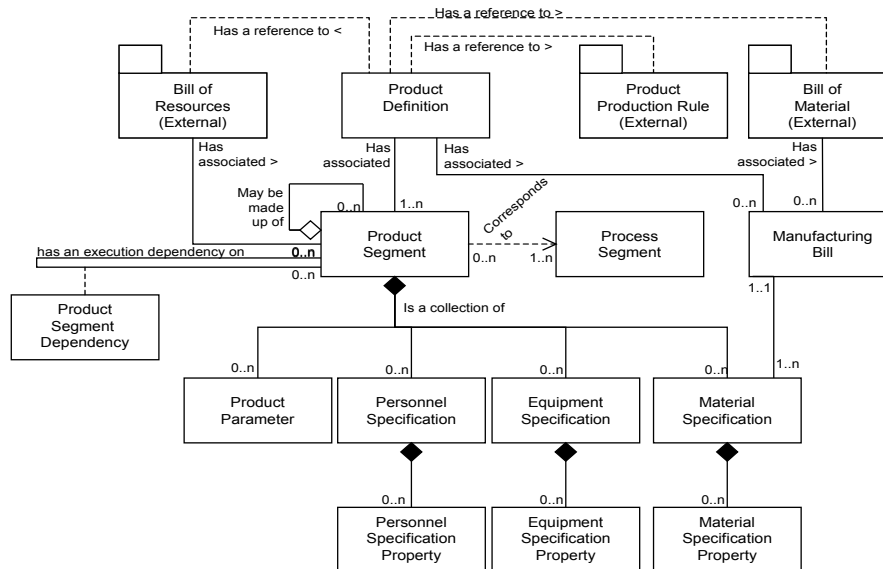 Has a reference to <
Has a reference to >
Has a reference to >
Bill of
Resources
(External)
Product
Definition
Product
Production Rule
(External)
Bill of
Material
(External)
Has
associated >
Has
associated
Has
associated >
Has
associated >
May be
made
up of
0..n
1..n
0..n
0..n
Product
Segment
Corresponds
to
0..n
1..n
Process
Segment
Manufacturing
Bill
has an execution dependency on
0..n
0..n
Product
Segment
Dependency
Is a collection of
1..1
1..n
0..n
0..n
0..n
0..n
Product
Parameter
Personnel
Specification
Equipment
Specification
Material
Specification
0..n
0..n
0..n
Personnel
Specification
Property
Equipment
Specification
Property
Material
Specification
Property